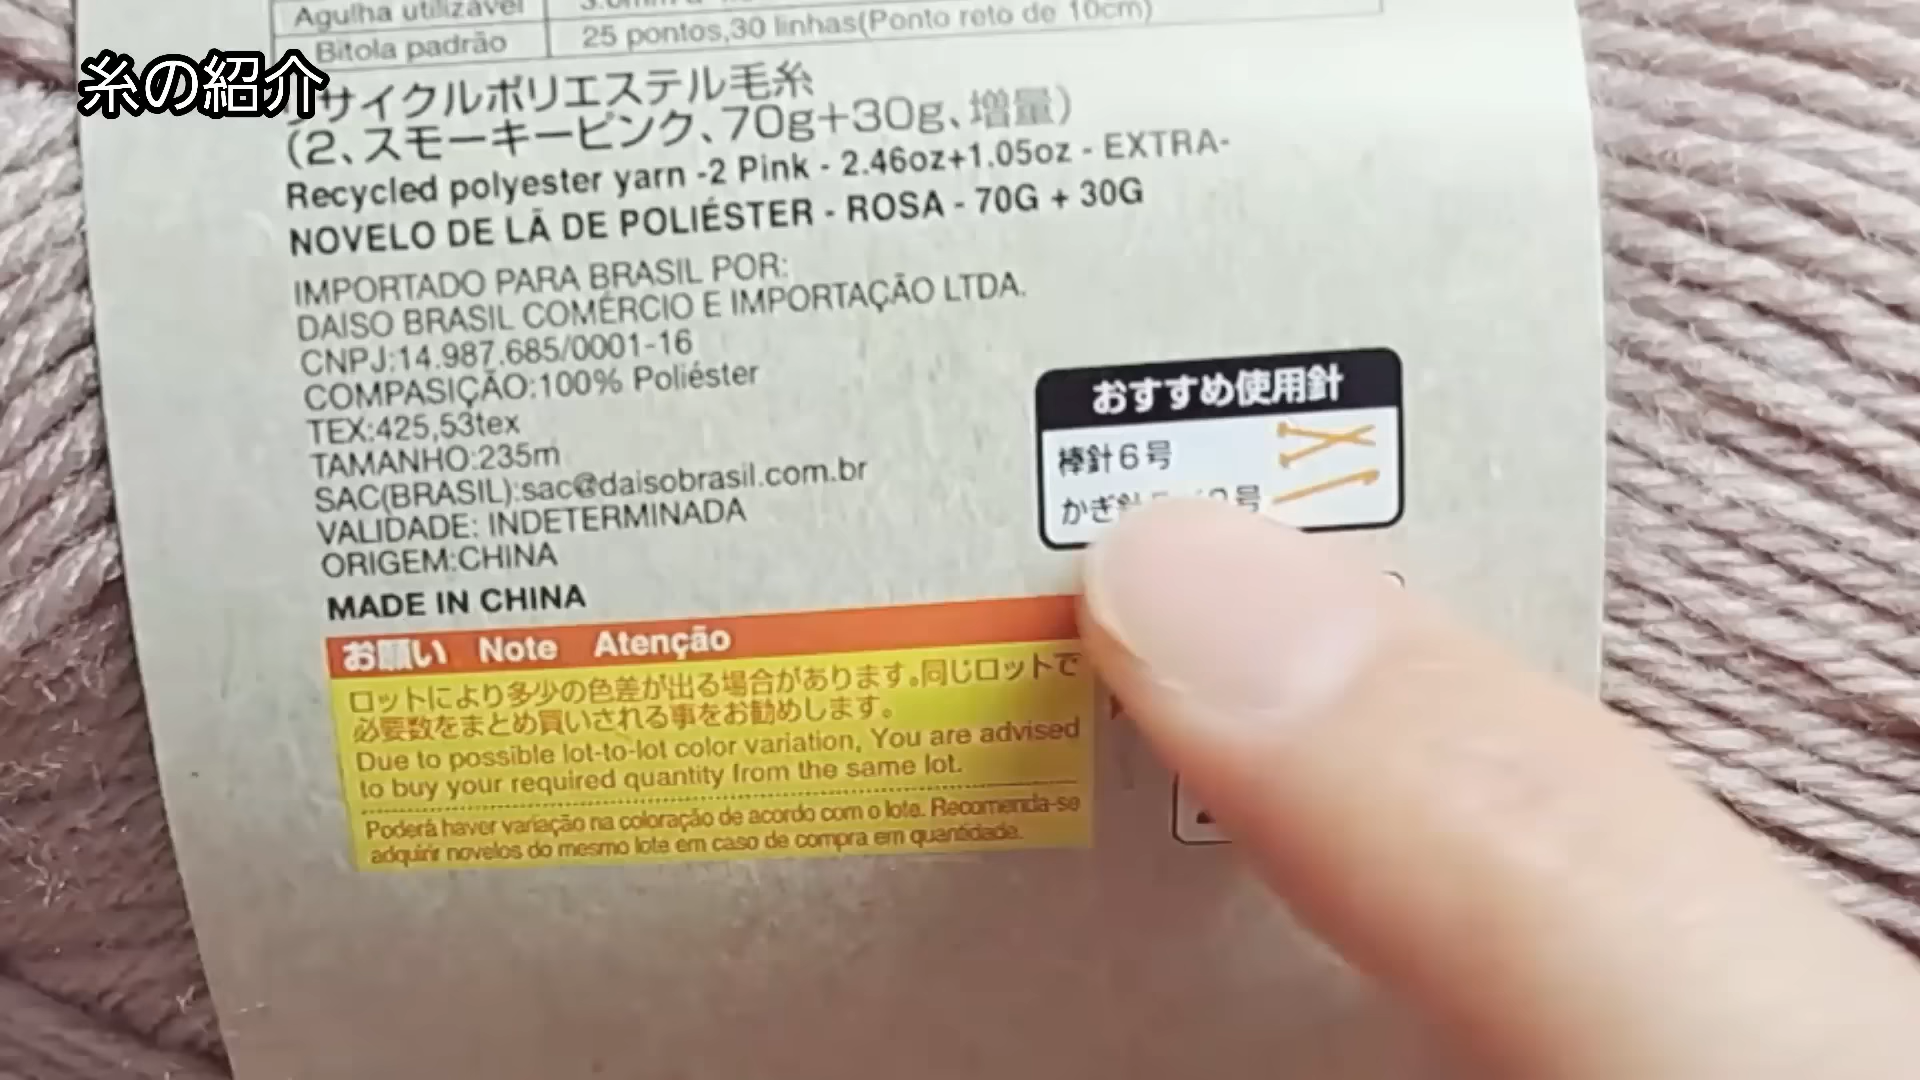 糸の紹介
Agulha utilizável
Bitola padrão 25 pontos,30 linhas(Ponto reto de 10cm)
サイクルポリエステル毛糸
(2、スモーキーピンク、70g+30g、増量)
Recycled polyester yarn -2 Pink - 2.46oz+1.05oz - EXTRA-
NOVELO DE LÃ DE POLIÉSTER - ROSA - 70G + 30G
IMPORTADO PARA BRASIL POR:
DAISO BRASIL COMÉRCIO E IMPORTAÇÃO LTDA.
CNPJ:14.987.685/0001-16
COMPASIÇÃO:100% Poliéster
TEX:425,53tex
TAMANHO:235m
SAC(BRASIL):sac@daisobrasil.com.br
VALIDADE: INDETERMINADA
ORIGEM:CHINA
MADE IN CHINA
おすすめ使用針
棒針6号
かぎ針 号
お願い Note Atenção
ロットにより多少の色差が出る場合があります。同じロットで
必要数をまとめ買いされる事をお勧めします。
Due to possible lot-to-lot color variation, You are advised
to buy your required quantity from the same lot.
Poderá haver variação na coloração de acordo com o lote. Recomenda-se
adquirir novelos do mesmo lote em caso de compra em quantidade.